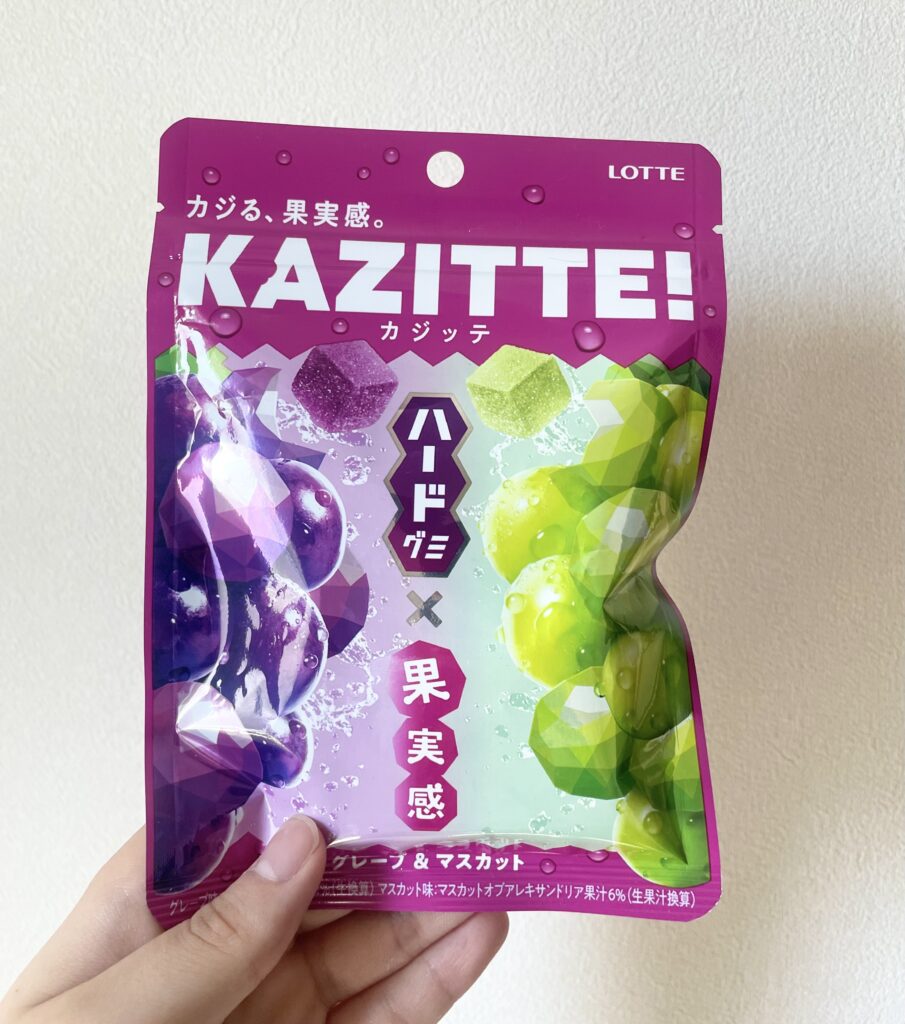 LOTTE
カジる、果実感。
KAZITTE!
カジッテ
ハード
グミ
×
果実感
グレープ & マスカット
(生換算) マスカット味:マスカットオブアレキサンドリア果汁6%(生果汁換算)